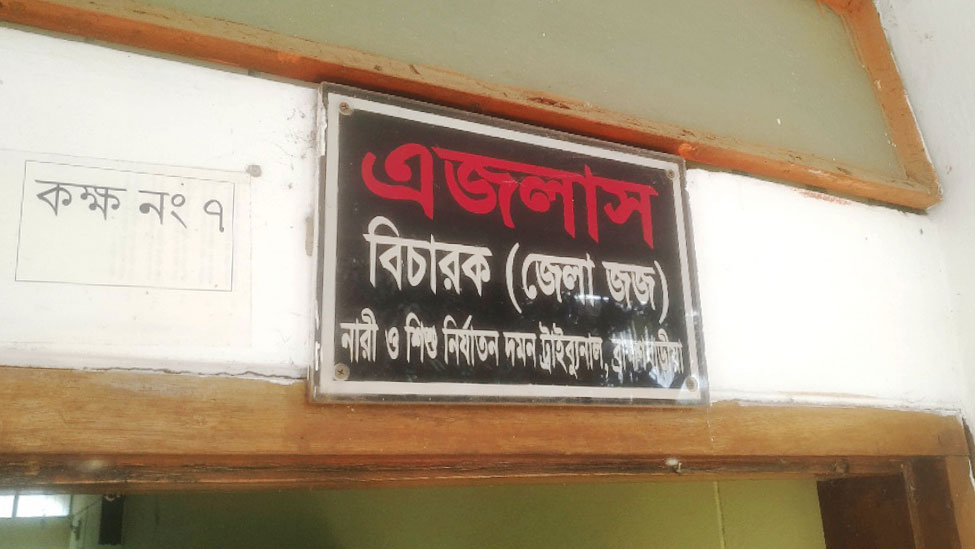 কক্ষ নং ৭
এজলাস
বিচারক (জেলা জজ)
নারী ও শিশু নির্যাতন দমন ট্রাইব্যুনাল, ব্রাহ্মণবাড়ীয়া